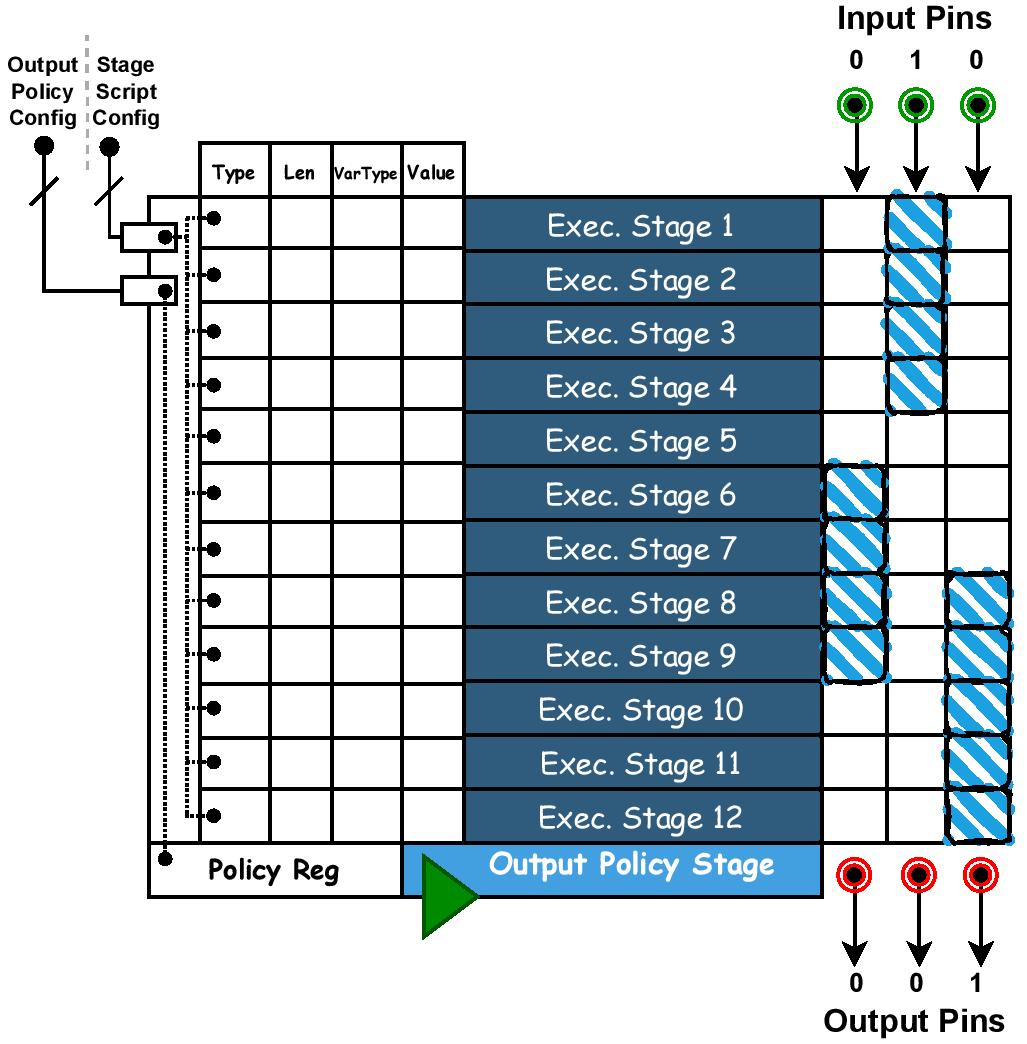 Input Pins
0 1 0
Output Policy Config
Stage Script Config
Type Len VarType Value
Exec. Stage 1
Exec. Stage 2
Exec. Stage 3
Exec. Stage 4
Exec. Stage 5
Exec. Stage 6
Exec. Stage 7
Exec. Stage 8
Exec. Stage 9
Exec. Stage 10
Exec. Stage 11
Exec. Stage 12
Policy Reg
Output Policy Stage
0 0 1
Output Pins